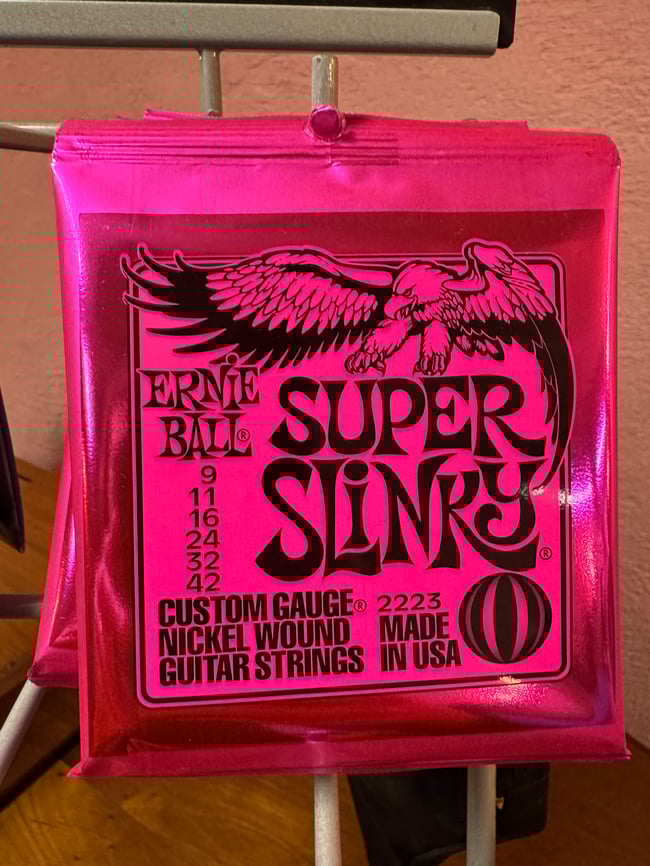 ERNiE
BALL®
SUPER
SLiNKY®
9
11
16
24
32
42
CUSTOM GAUGE®
NICKEL WOUND
GUITAR STRINGS
2223
MADE
IN USA